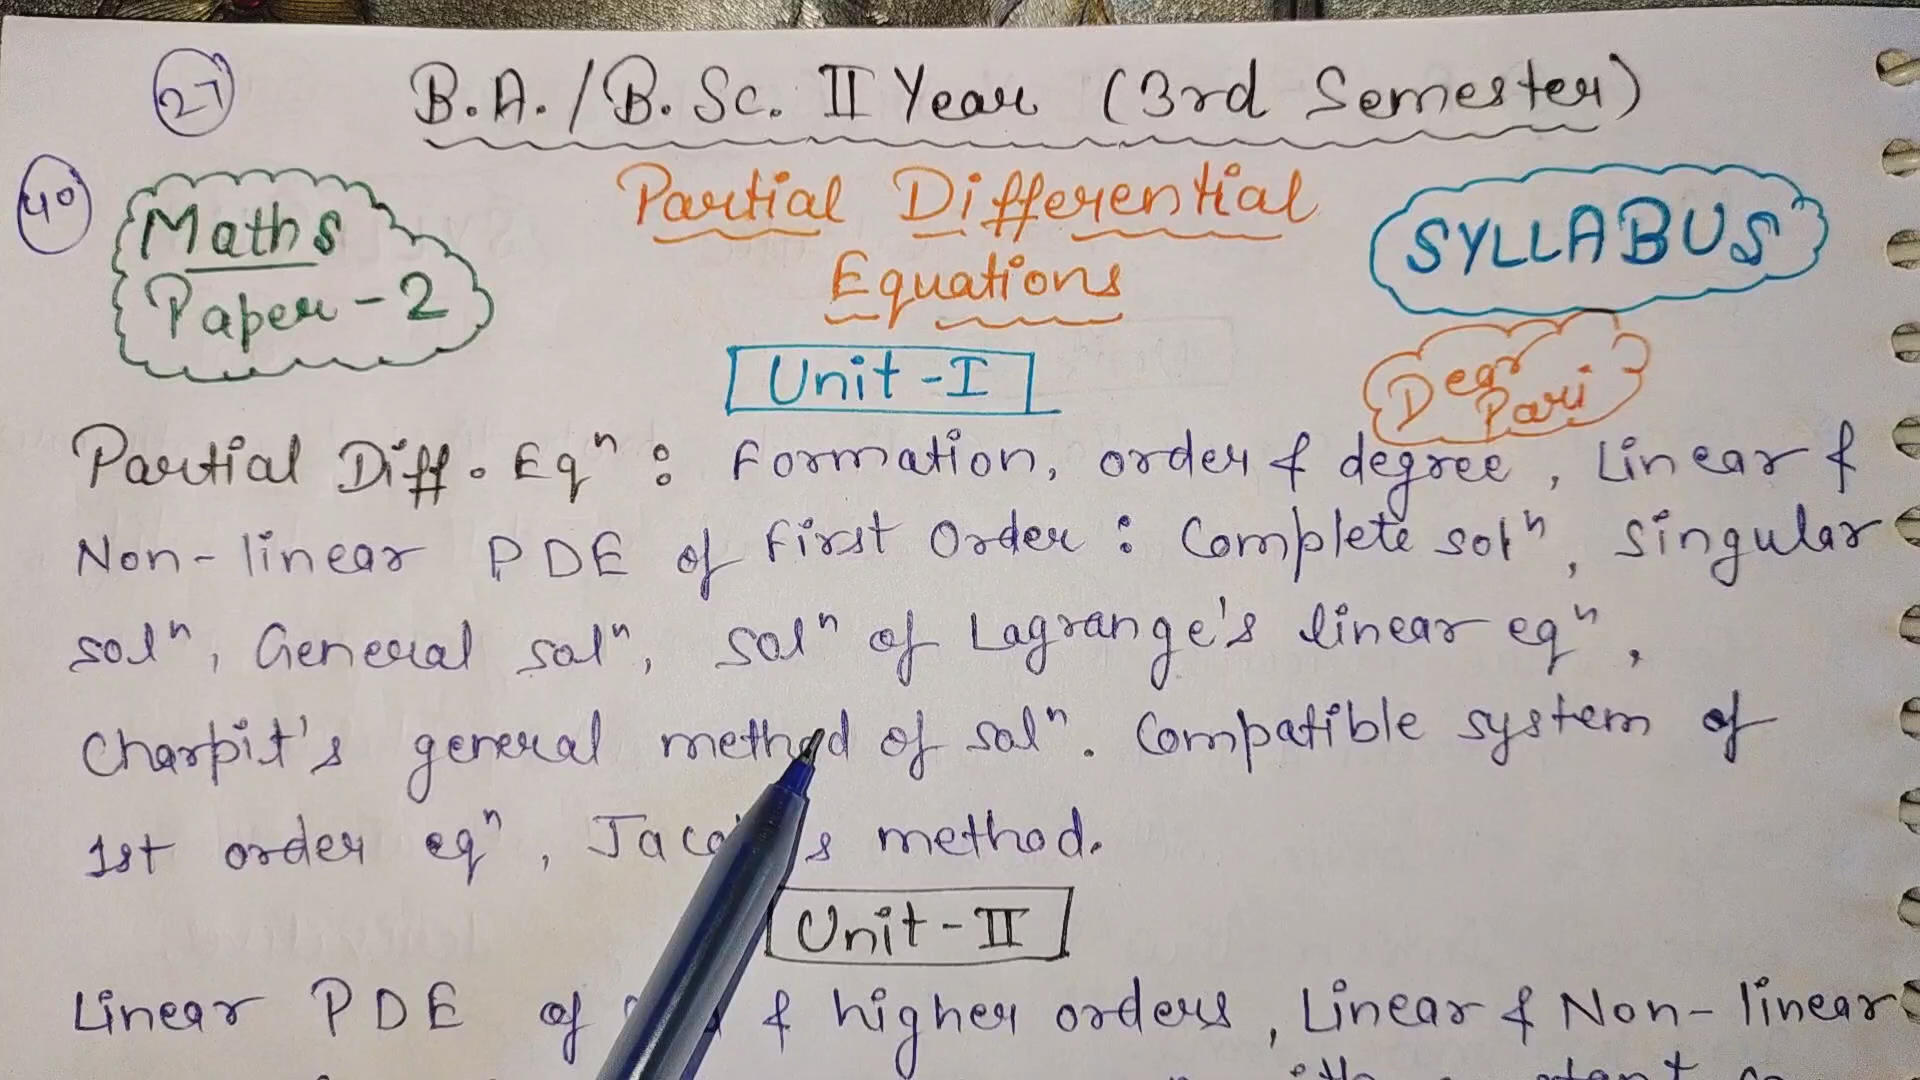 27
B.A./B.Sc. II Year (3rd Semester)
40
Maths
Paper-2
Partial Differential
Equations
SYLLABUS
Dear
Pari
Unit-I
Partial Diff. Eqⁿ : Formation, order & degree, Linear &
Non-linear PDE of First Order : Complete solⁿ, singular
solⁿ, General solⁿ, solⁿ of Lagrange's linear eqⁿ,
Charpit's general method of solⁿ. Compatible system of
1st order eqⁿ, method.
Unit-II
Linear PDE of & higher orders, Linear & Non-linear